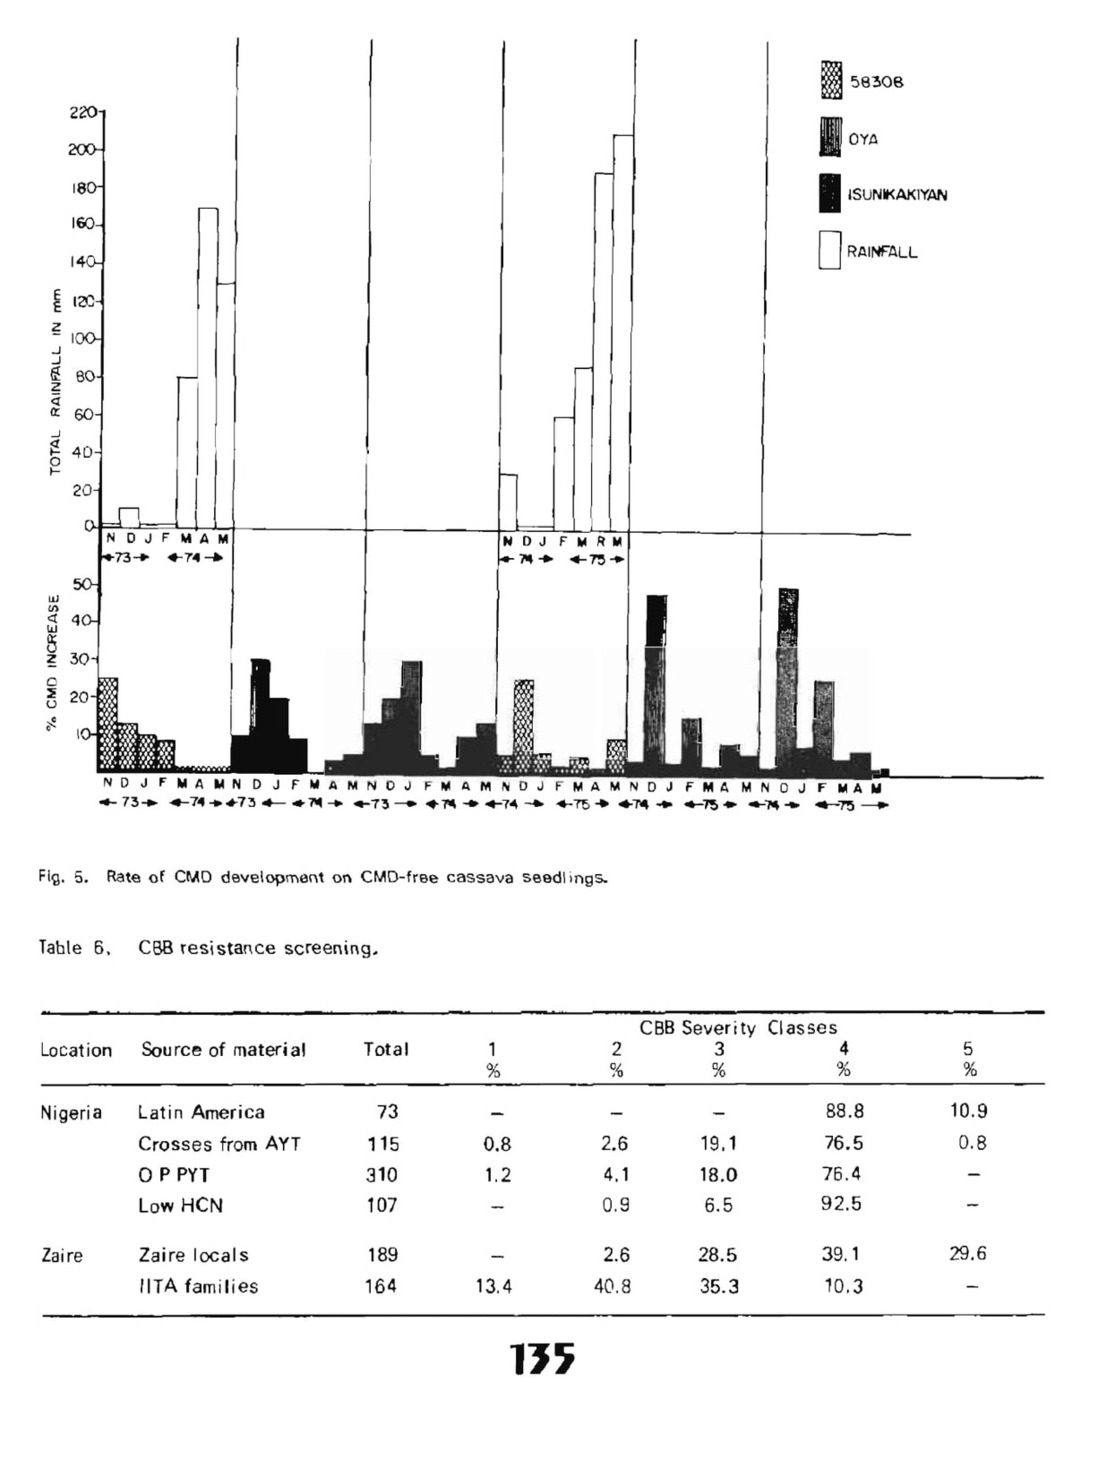 58308
OYA
ISUNIKAKIYAN
RAINFALL
TOTAL RAINFALL IN mm
220
200
180
160
140
120
100
80
60
40
20
0
N D J F M A M
73 74
N D J F M R M
74 75
% CMD INCREASE
50
40
30
20
10
N D J F M A M N D J F M A M N D J F M A M N D J F M A M N D J F M A M N D J F M A M
73 74 73 74 73 74 74 75 74 75 74 75
Fig. 5. Rate of CMD development on CMD-free cassava seedlings.
Table 6. CBB resistance screening.
CBB Severity Classes
Location Source of material Total 1 2 3 4 5
% % % % %
Nigeria Latin America 73 – – – 88.8 10.9
Crosses from AYT 115 0.8 2.6 19.1 76.5 0.8
O P PYT 310 1.2 4.1 18.0 76.4 –
Low HCN 107 – 0.9 6.5 92.5 –
Zaire Zaire locals 189 – 2.6 28.5 39.1 29.6
IITA families 164 13.4 40.8 35.3 10.3 –
135